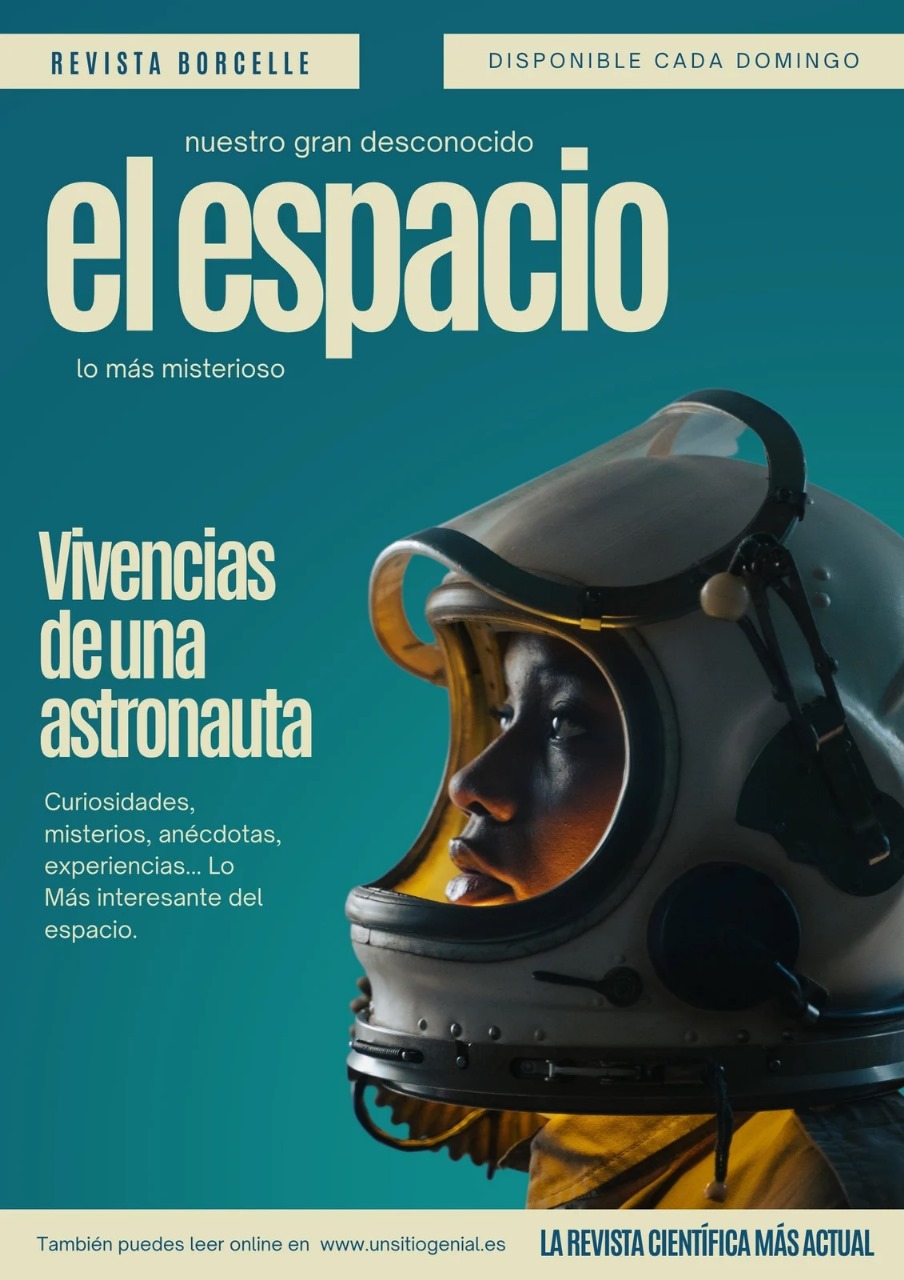 REVISTA BORCELLE
DISPONIBLE CADA DOMINGO
nuestro gran desconocido
el espacio
lo más misterioso
Vivencias
de una
astronauta
Curiosidades,
misterios, anécdotas,
experiencias... Lo
Más interesante del
espacio.
También puedes leer online en www.unsitiogenial.es
LA REVISTA CIENTÍFICA MÁS ACTUAL